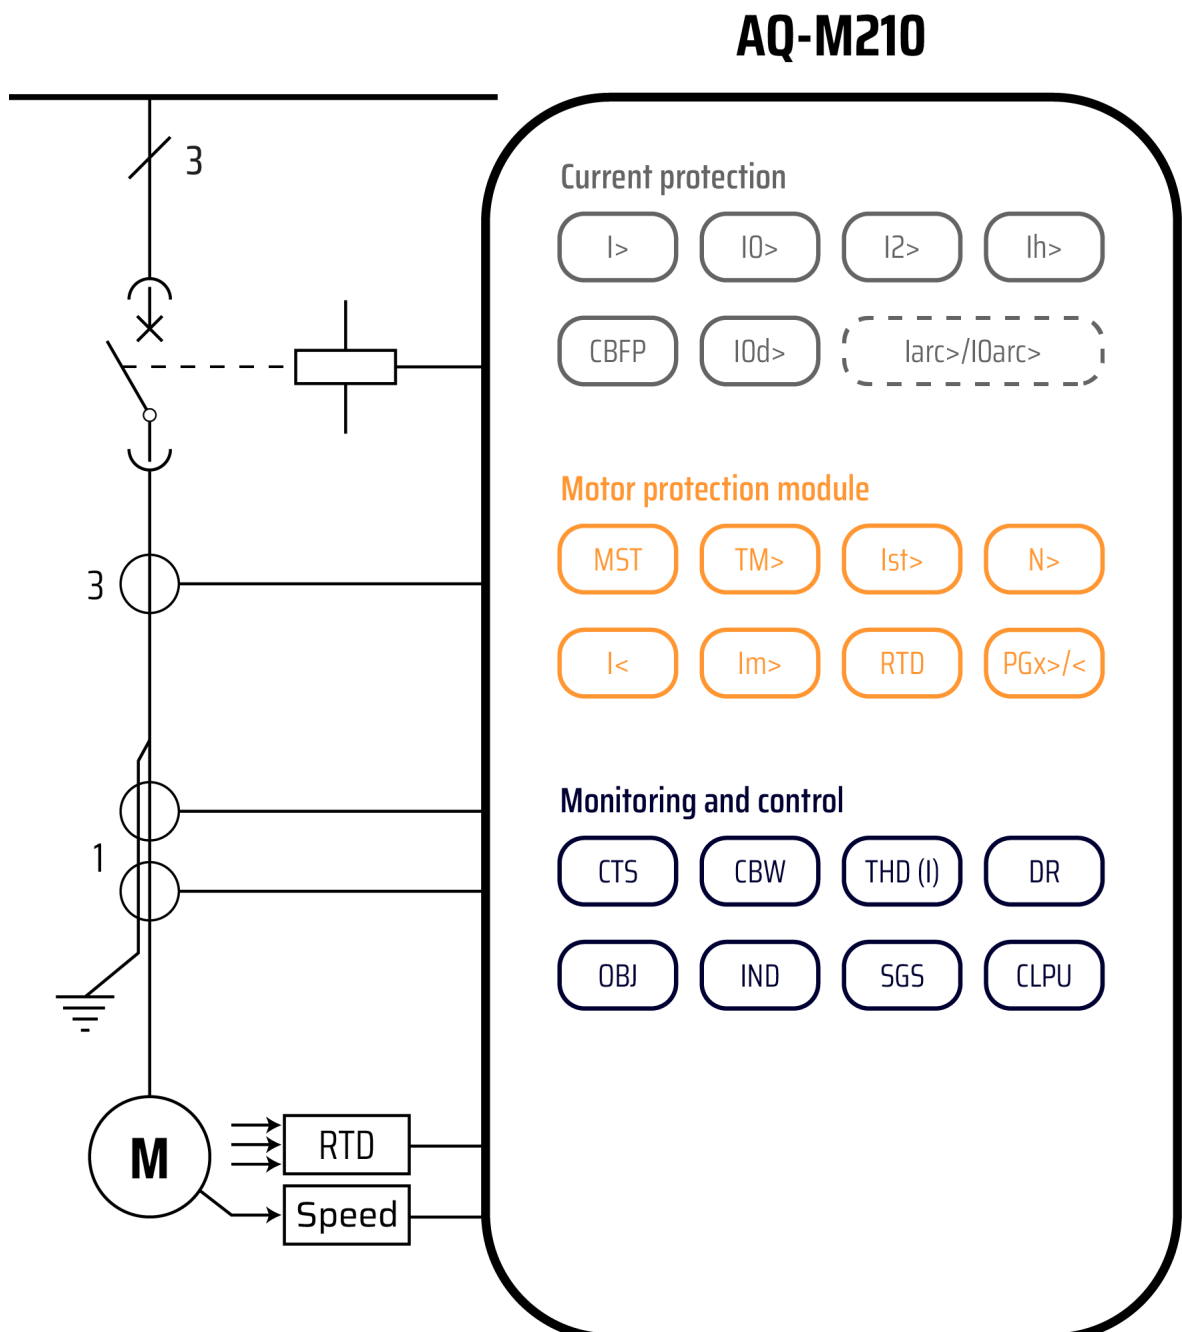 AQ-M210
3
Current protection
I> I0> I2> Ih>
CBFP I0d> Iarc>/I0arc>
Motor protection module
MST TM> Ist> N>
3
I< Im> RTD PGx>/<
Monitoring and control
1
CTS CBW THD (I) DR
OBJ IND SGS CLPU
M
RTD
Speed